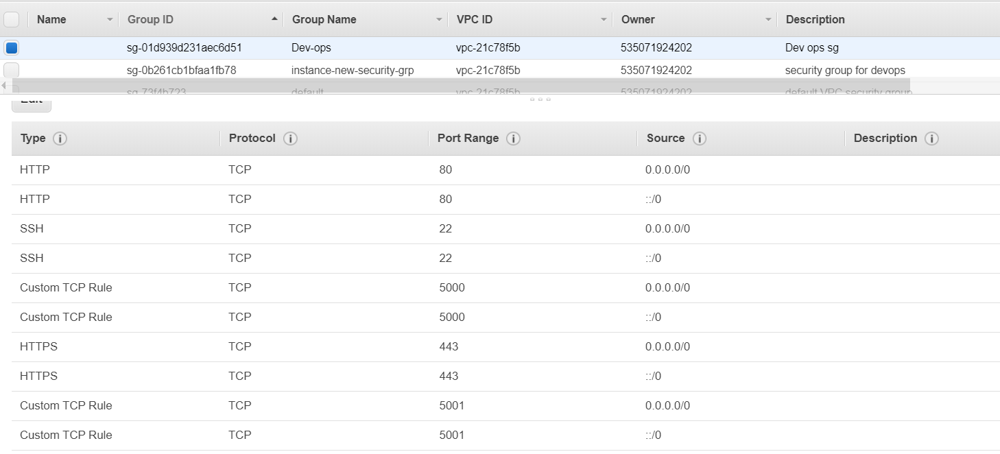 Name Group ID Group Name VPC ID Owner Description
sg-01d939d231aec6d51 Dev-ops vpc-21c78f5b 535071924202 Dev ops sg
sg-0b261cb1bfaa1fb78 instance-new-security-grp vpc-21c78f5b 535071924202 security group for devops
sg-73f4b723 default vpc-21c78f5b 535071924202 default VPC security group
Edit
Type Protocol Port Range Source Description
HTTP TCP 80 0.0.0.0/0
HTTP TCP 80 ::/0
SSH TCP 22 0.0.0.0/0
SSH TCP 22 ::/0
Custom TCP Rule TCP 5000 0.0.0.0/0
Custom TCP Rule TCP 5000 ::/0
HTTPS TCP 443 0.0.0.0/0
HTTPS TCP 443 ::/0
Custom TCP Rule TCP 5001 0.0.0.0/0
Custom TCP Rule TCP 5001 ::/0